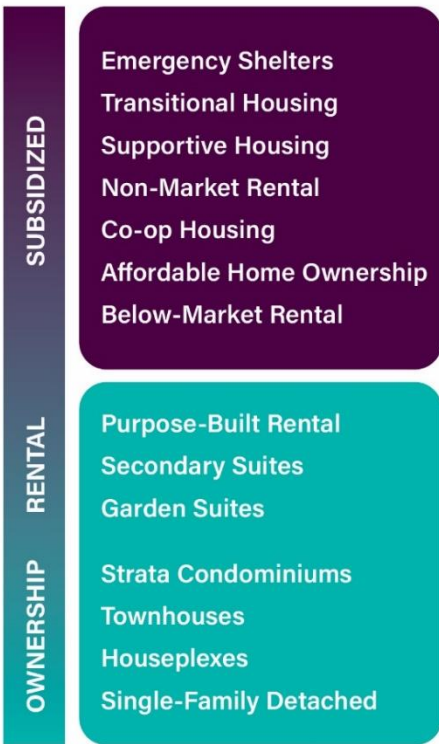 SUBSIDIZED
Emergency Shelters
Transitional Housing
Supportive Housing
Non-Market Rental
Co-op Housing
Affordable Home Ownership
Below-Market Rental
RENTAL
Purpose-Built Rental
Secondary Suites
Garden Suites
OWNERSHIP
Strata Condominiums
Townhouses
Houseplexes
Single-Family Detached